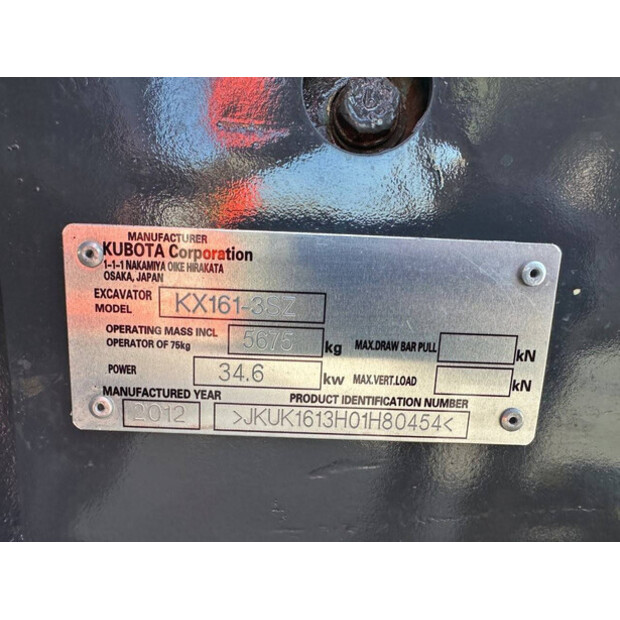 MANUFACTURER
KUBOTA Corporation
1-1-1 NAKAMIYA OIKE HIRAKATA
OSAKA, JAPAN
EXCAVATOR MODEL KX161-3SZ
OPERATING MASS INCL OPERATOR OF 75kg 5675 kg MAX.DRAW BAR PULL kN
POWER 34.6 kw MAX.VERT.LOAD kN
MANUFACTURED YEAR PRODUCT IDENTIFICATION NUMBER
2012 >JKUK1613H01H80454<